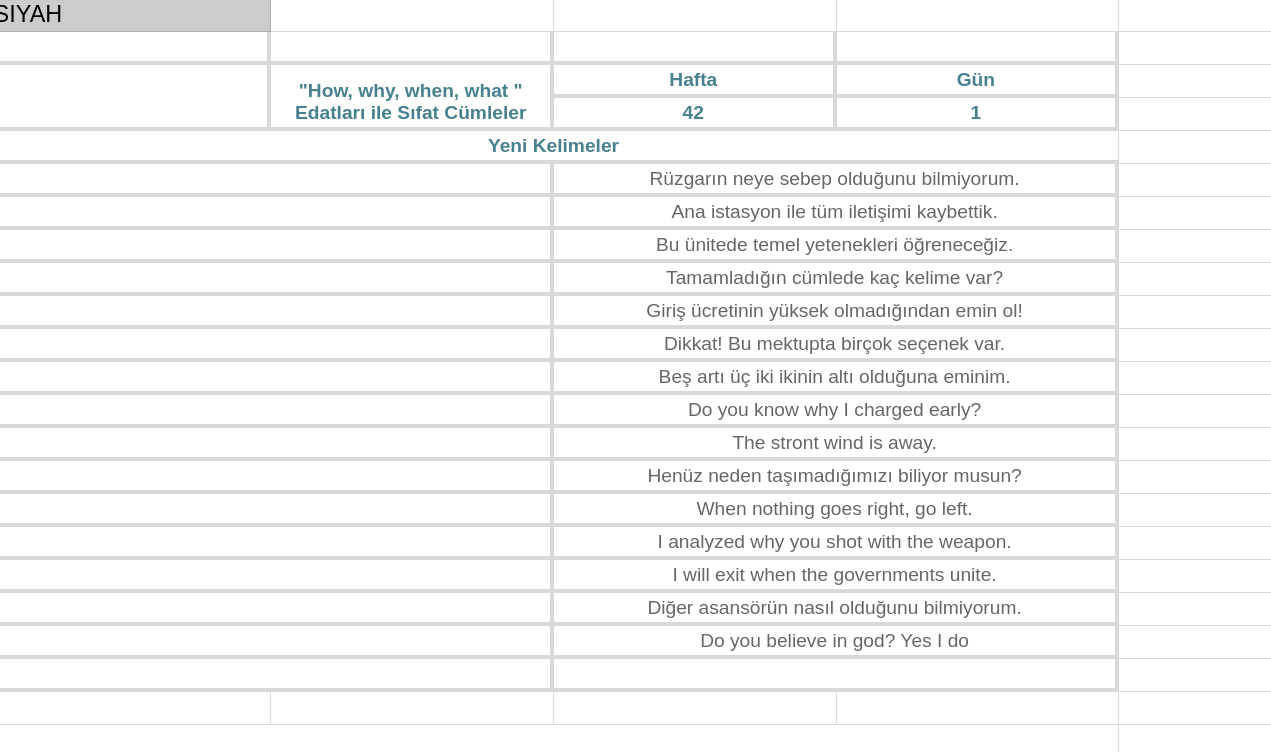 SIYAH
"How, why, when, what "
Edatları ile Sıfat Cümleler
Hafta
Gün
42
1
Yeni Kelimeler
Rüzgarın neye sebep olduğunu bilmiyorum.
Ana istasyon ile tüm iletişimi kaybettik.
Bu ünitede temel yetenekleri öğreneceğiz.
Tamamladığın cümlede kaç kelime var?
Giriş ücretinin yüksek olmadığından emin ol!
Dikkat! Bu mektupta birçok seçenek var.
Beş artı üç iki ikinin altı olduğuna eminim.
Do you know why I charged early?
The stront wind is away.
Henüz neden taşımadığımızı biliyor musun?
When nothing goes right, go left.
I analyzed why you shot with the weapon.
I will exit when the governments unite.
Diğer asansörün nasıl olduğunu bilmiyorum.
Do you believe in god? Yes I do